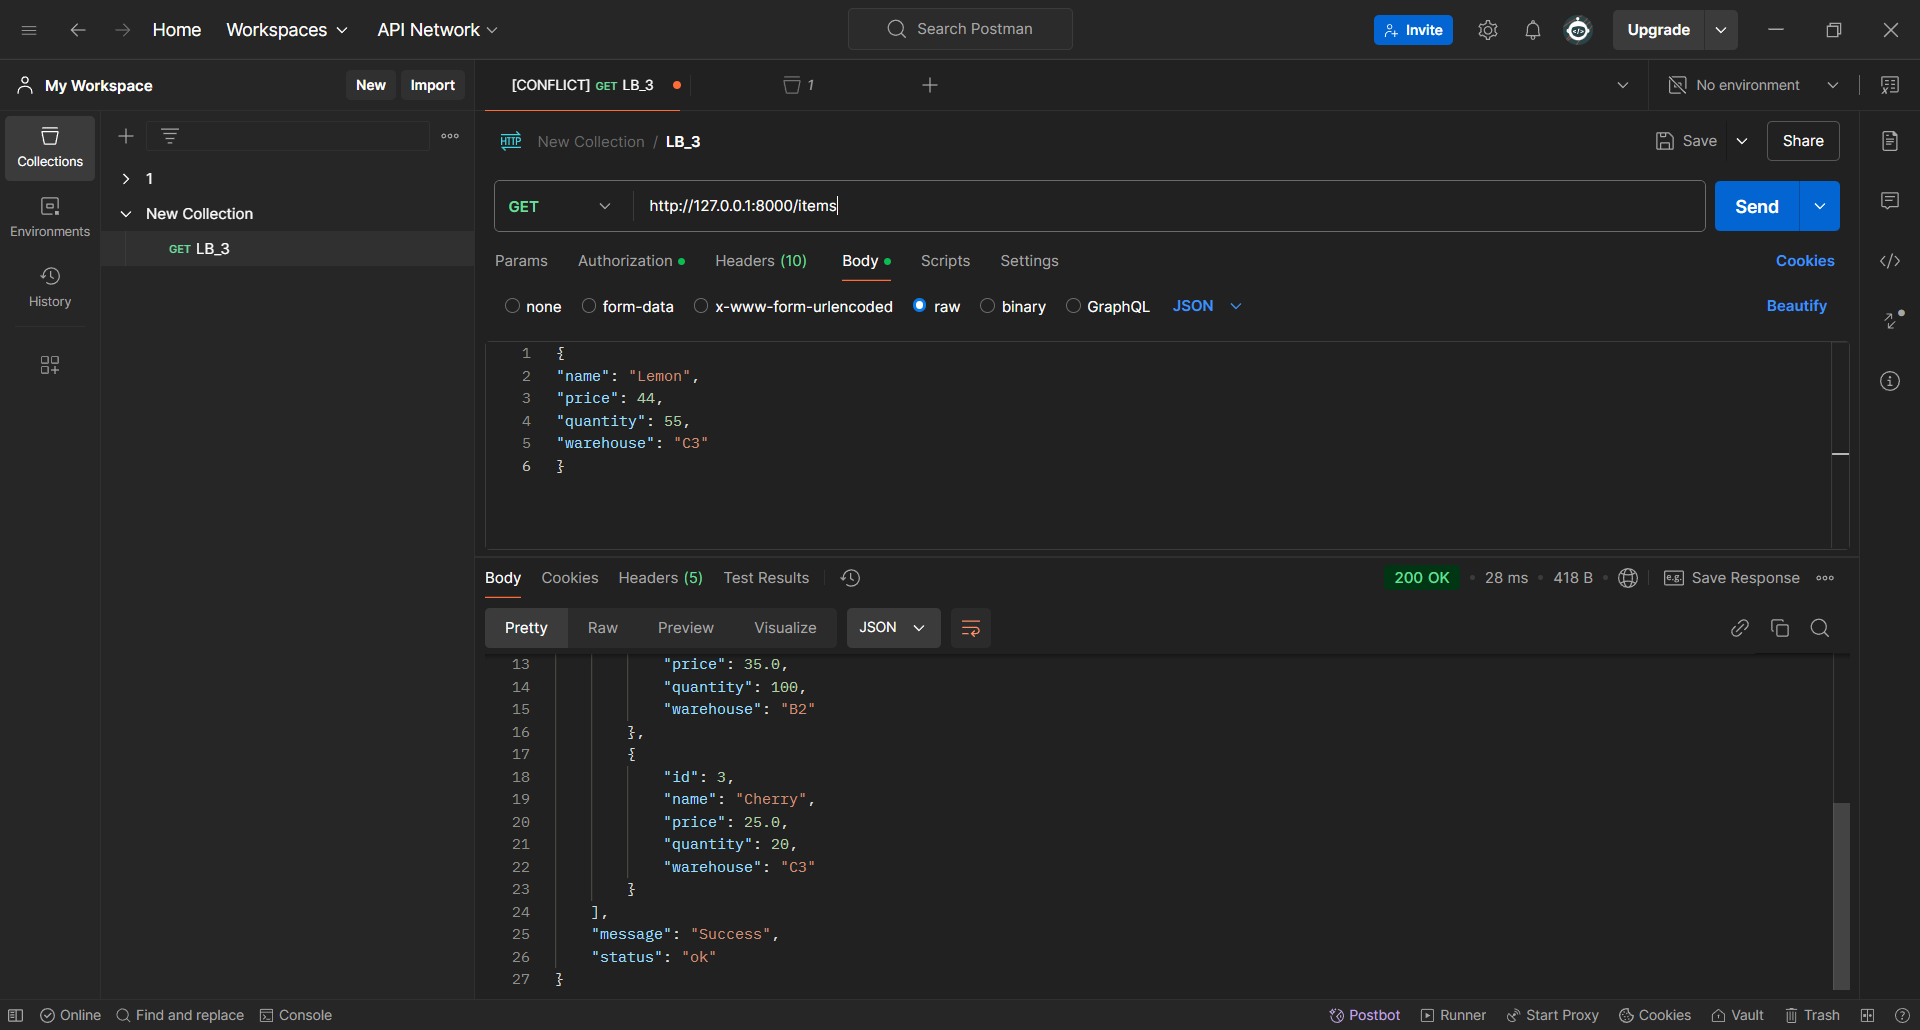 Home Workspaces API Network Search Postman Invite Upgrade
My Workspace New Import [CONFLICT] GET LB_3 1 No environment
Collections
Environments
History
1
New Collection
GET LB_3
HTTP New Collection / LB_3 Save Share
GET http://127.0.0.1:8000/items Send
Params Authorization Headers (10) Body Scripts Settings Cookies
none form-data x-www-form-urlencoded raw binary GraphQL JSON Beautify
1 {
2 "name": "Lemon",
3 "price": 44,
4 "quantity": 55,
5 "warehouse": "C3"
6 }
Body Cookies Headers (5) Test Results 200 OK 28 ms 418 B e.g. Save Response
Pretty Raw Preview Visualize JSON
13 "price": 35.0,
14 "quantity": 100,
15 "warehouse": "B2"
16 },
17 {
18 "id": 3,
19 "name": "Cherry",
20 "price": 25.0,
21 "quantity": 20,
22 "warehouse": "C3"
23 }
24 ],
25 "message": "Success",
26 "status": "ok"
27 }
Online Find and replace Console Postbot Runner Start Proxy Cookies Vault Trash